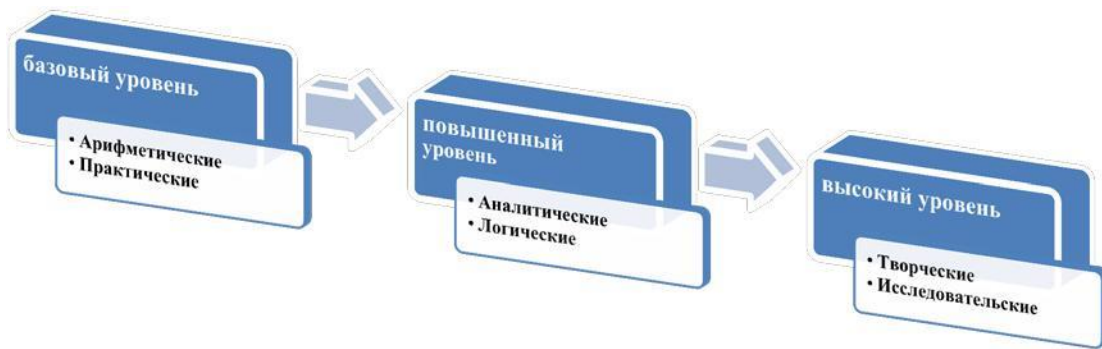 базовый уровень
• Арифметические
• Практические
повышенный
уровень
• Аналитические
• Логические
высокий уровень
• Творческие
• Исследовательские